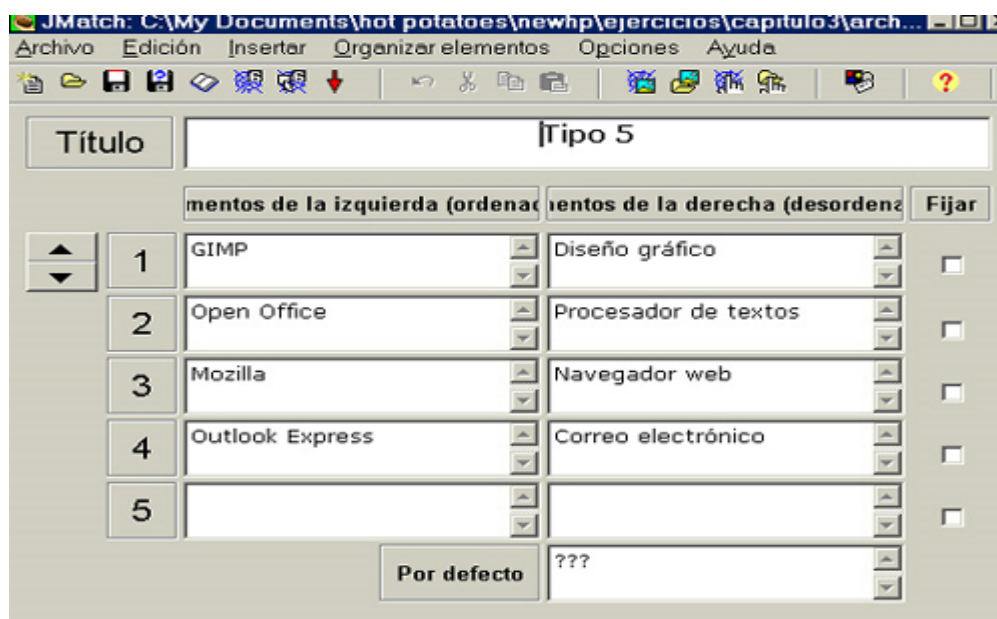 JMatch: C:\My Documents\hot potatoes\newhp\ejercicios\capitulo3\arch...
Archivo Edición Insertar Organizar elementos Opciones Ayuda
Título Tipo 5
mentos de la izquierda (ordenad entos de la derecha (desordena Fijar
1 GIMP Diseño gráfico
2 Open Office Procesador de textos
3 Mozilla Navegador web
4 Outlook Express Correo electrónico
5
Por defecto ???